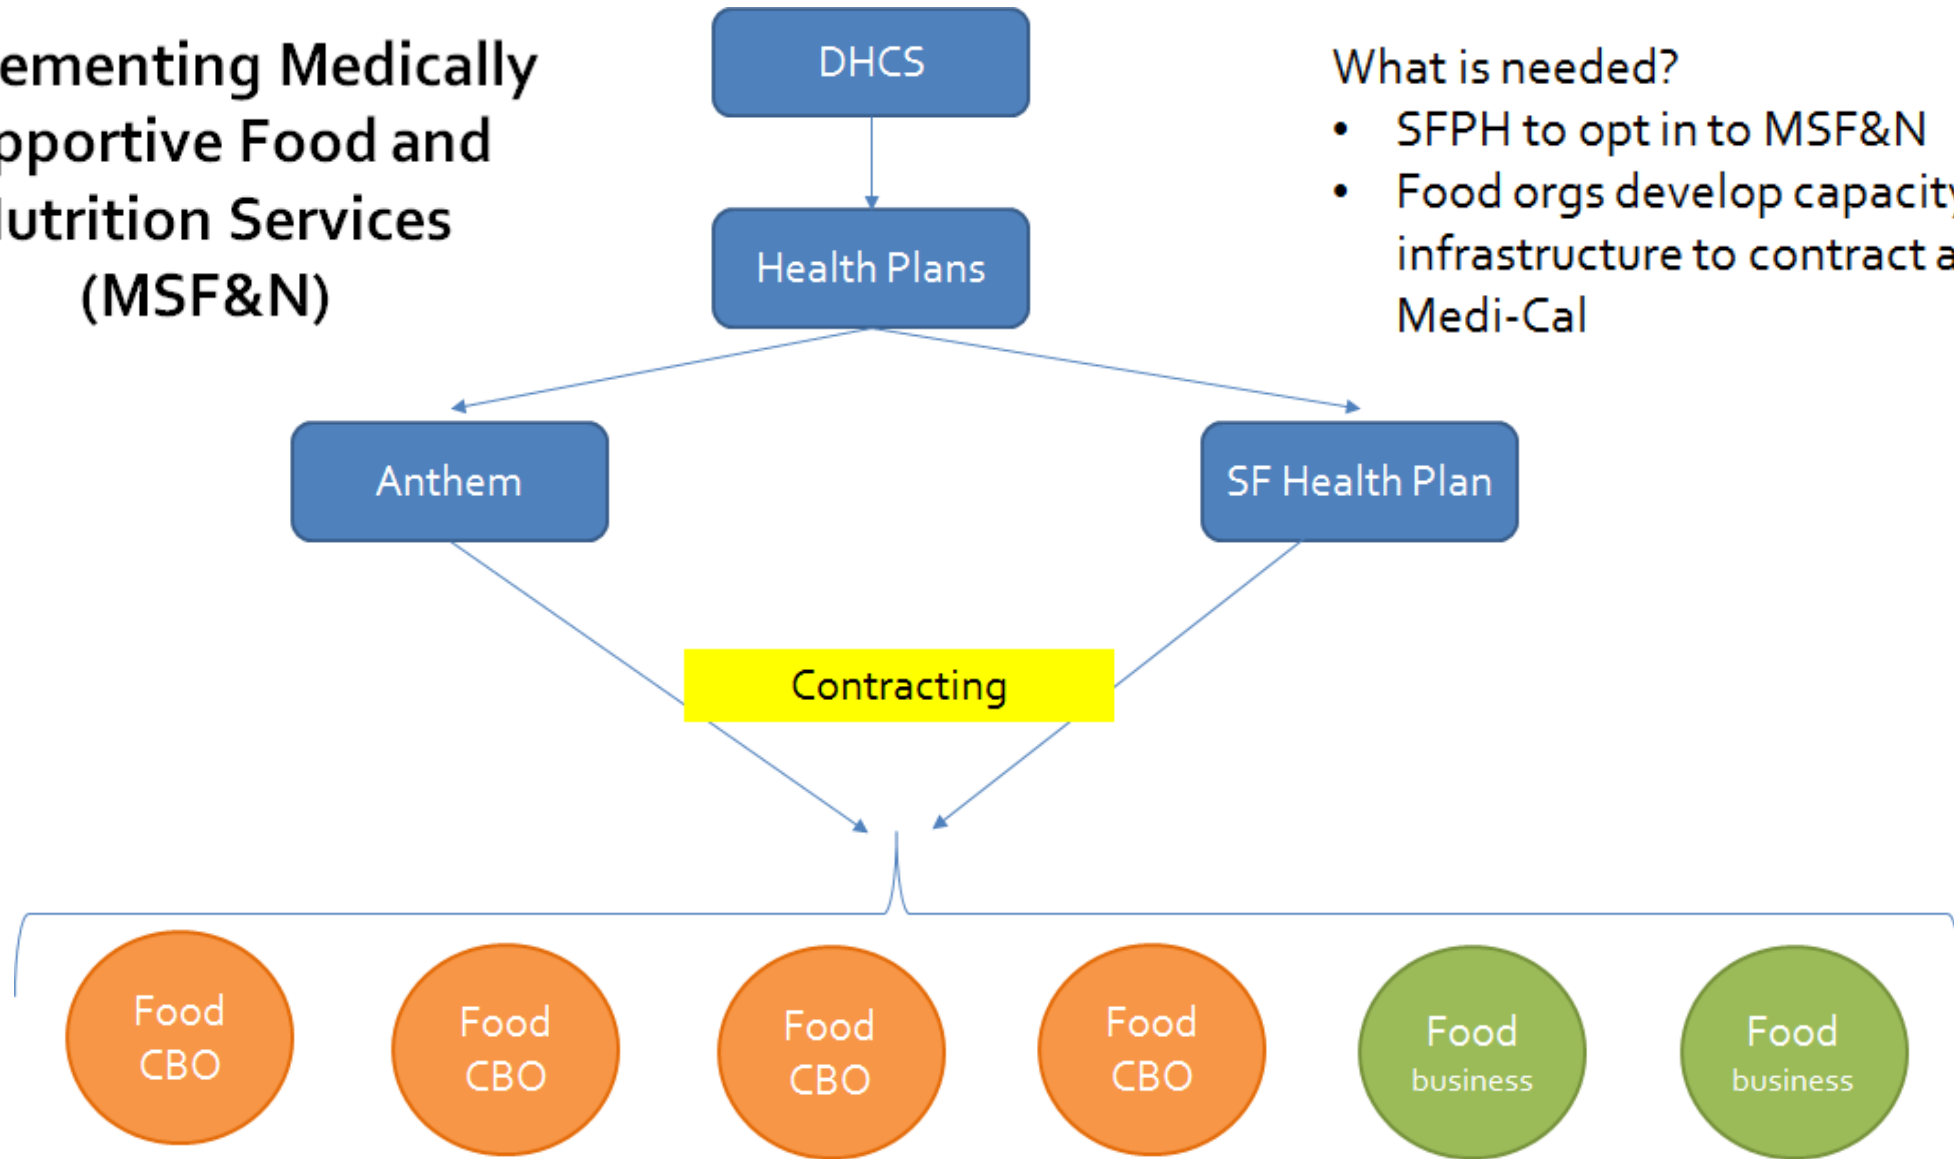 ementing Medically
pportive Food and
utrition Services
(MSF&N)
DHCS
What is needed?
• SFPH to opt in to MSF&N
• Food orgs develop capacity
infrastructure to contract a
Medi-Cal
Health Plans
Anthem
SF Health Plan
Contracting
Food
CBO
Food
CBO
Food
CBO
Food
CBO
Food
business
Food
business